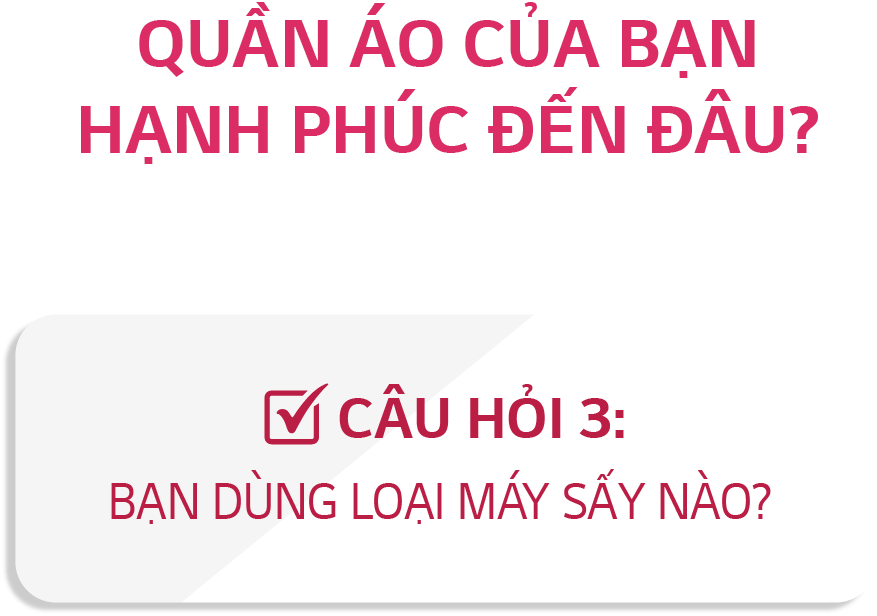 QUẦN ÁO CỦA BẠN
HẠNH PHÚC ĐẾN ĐÂU?
CÂU HỎI 3:
BẠN DÙNG LOẠI MÁY SẤY NÀO?